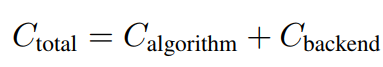 C_total = C_algorithm + C_backend